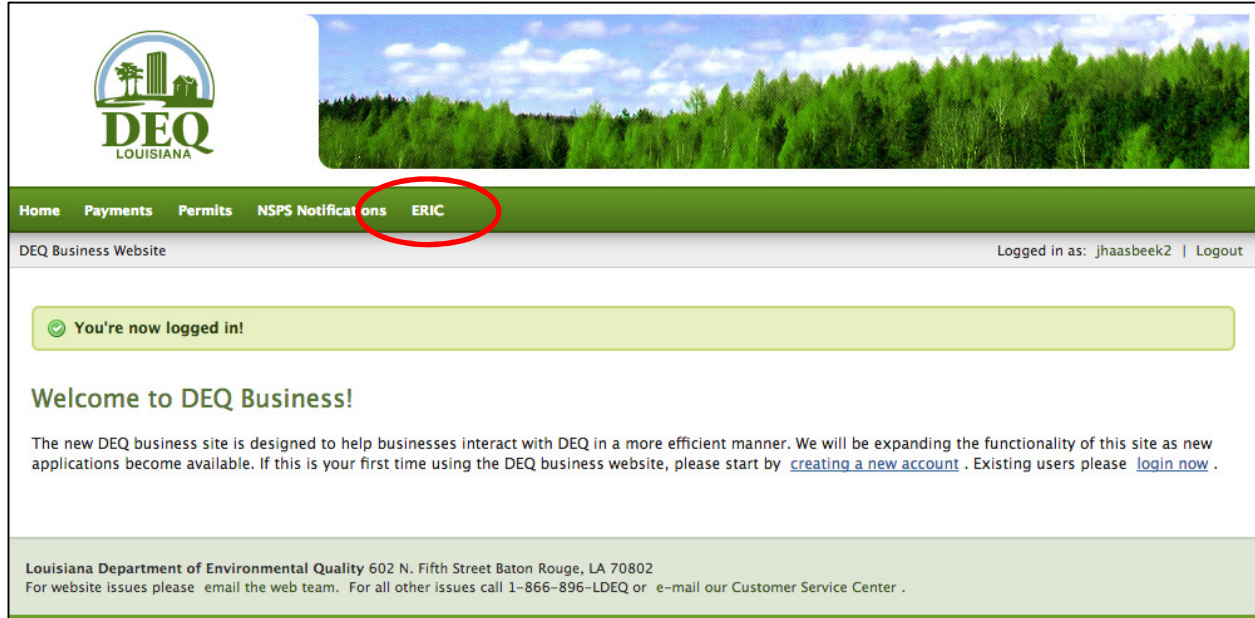 DEQ
LOUISIANA
Home Payments Permits NSPS Notifications ERIC
DEQ Business Website Logged in as: jhaasbeek2 | Logout
You're now logged in!
Welcome to DEQ Business!
The new DEQ business site is designed to help businesses interact with DEQ in a more efficient manner. We will be expanding the functionality of this site as new
applications become available. If this is your first time using the DEQ business website, please start by creating a new account . Existing users please login now .
Louisiana Department of Environmental Quality 602 N. Fifth Street Baton Rouge, LA 70802
For website issues please email the web team. For all other issues call 1-866-896-LDEQ or e-mail our Customer Service Center .